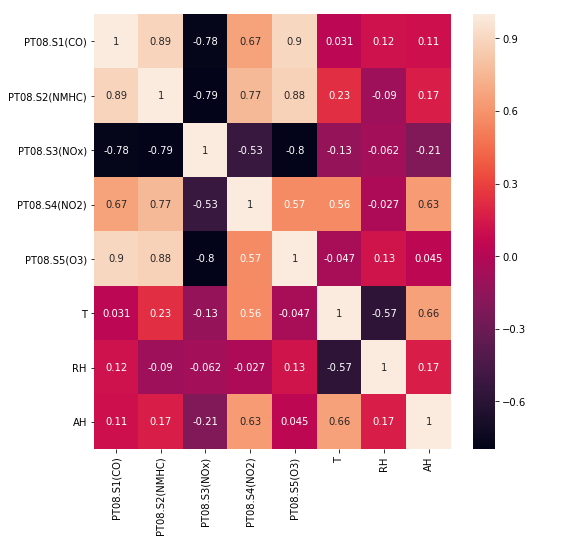 PT08.S1(CO) 1 0.89 -0.78 0.67 0.9 0.031 0.12 0.11
PT08.S2(NMHC) 0.89 1 -0.79 0.77 0.88 0.23 -0.09 0.17
PT08.S3(NOx) -0.78 -0.79 1 -0.53 -0.8 -0.13 -0.062 -0.21
PT08.S4(NO2) 0.67 0.77 -0.53 1 0.57 0.56 -0.027 0.63
PT08.S5(O3) 0.9 0.88 -0.8 0.57 1 -0.047 0.13 0.045
T 0.031 0.23 -0.13 0.56 -0.047 1 -0.57 0.66
RH 0.12 -0.09 -0.062 -0.027 0.13 -0.57 1 0.17
AH 0.11 0.17 -0.21 0.63 0.045 0.66 0.17 1
PT08.S1(CO)
PT08.S2(NMHC)
PT08.S3(NOx)
PT08.S4(NO2)
PT08.S5(O3)
T
RH
AH
0.9
0.6
0.3
0.0
−0.3
−0.6